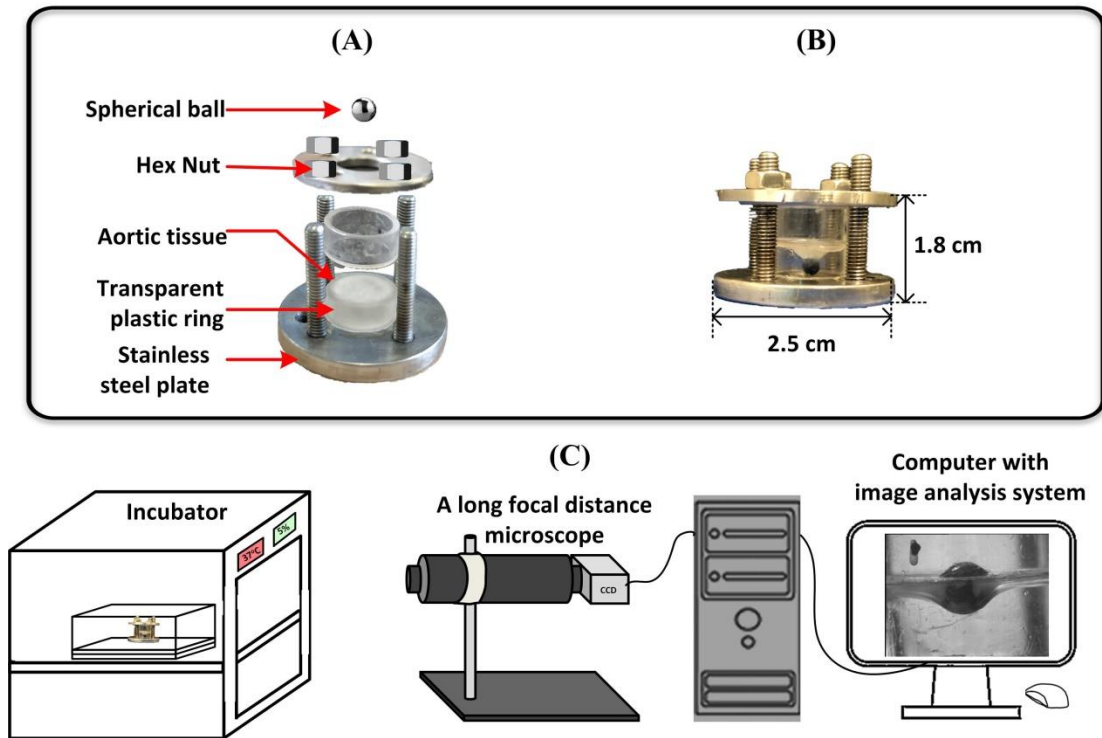 (A)
Spherical ball
Hex Nut
Aortic tissue
Transparent
plastic ring
Stainless
steel plate
(B)
1.8 cm
2.5 cm
(C)
Incubator
37°C
5%
A long focal distance
microscope
CCD
Computer with
image analysis system